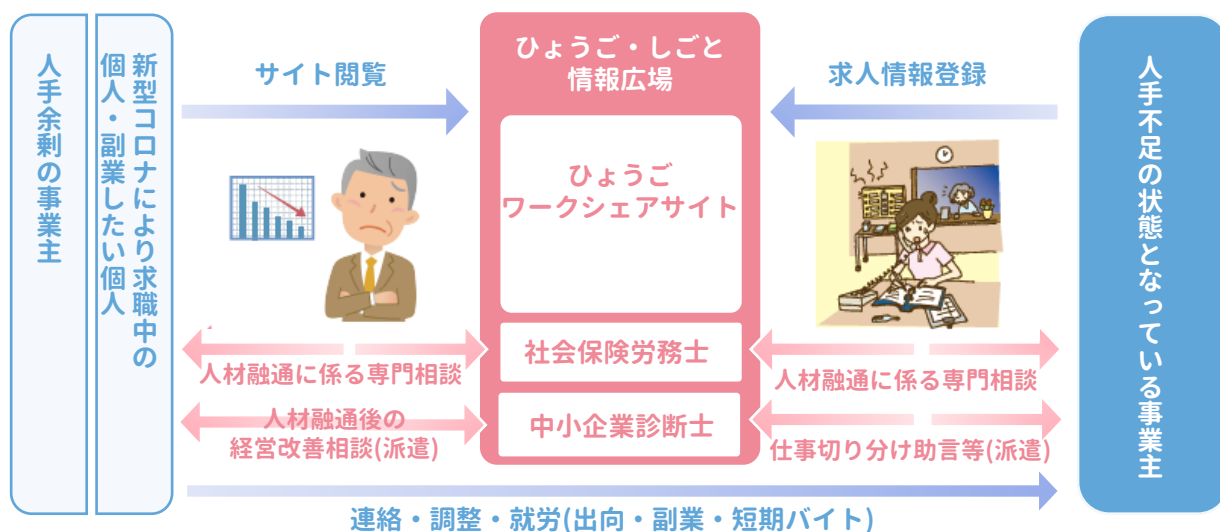 人手余剰の事業主
新型コロナにより求職中の
個人・副業したい個人
サイト閲覧
ひょうご・しごと
情報広場
求人情報登録
人手不足の状態となっている事業主
ひょうご
ワークシェアサイト
社会保険労務士
人材融通に係る専門相談
人材融通に係る専門相談
人材融通後の
経営改善相談(派遣)
中小企業診断士
仕事切り分け助言等(派遣)
連絡・調整・就労(出向・副業・短期バイト)